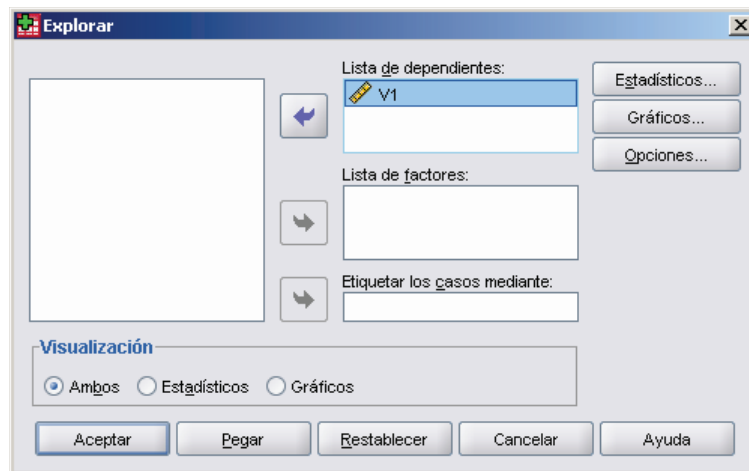 Explorar
Lista de dependientes:
V1
Estadísticos...
Gráficos...
Opciones...
Lista de factores:
Etiquetar los casos mediante:
Visualización
Ambos Estadísticos Gráficos
Aceptar Pegar Restablecer Cancelar Ayuda